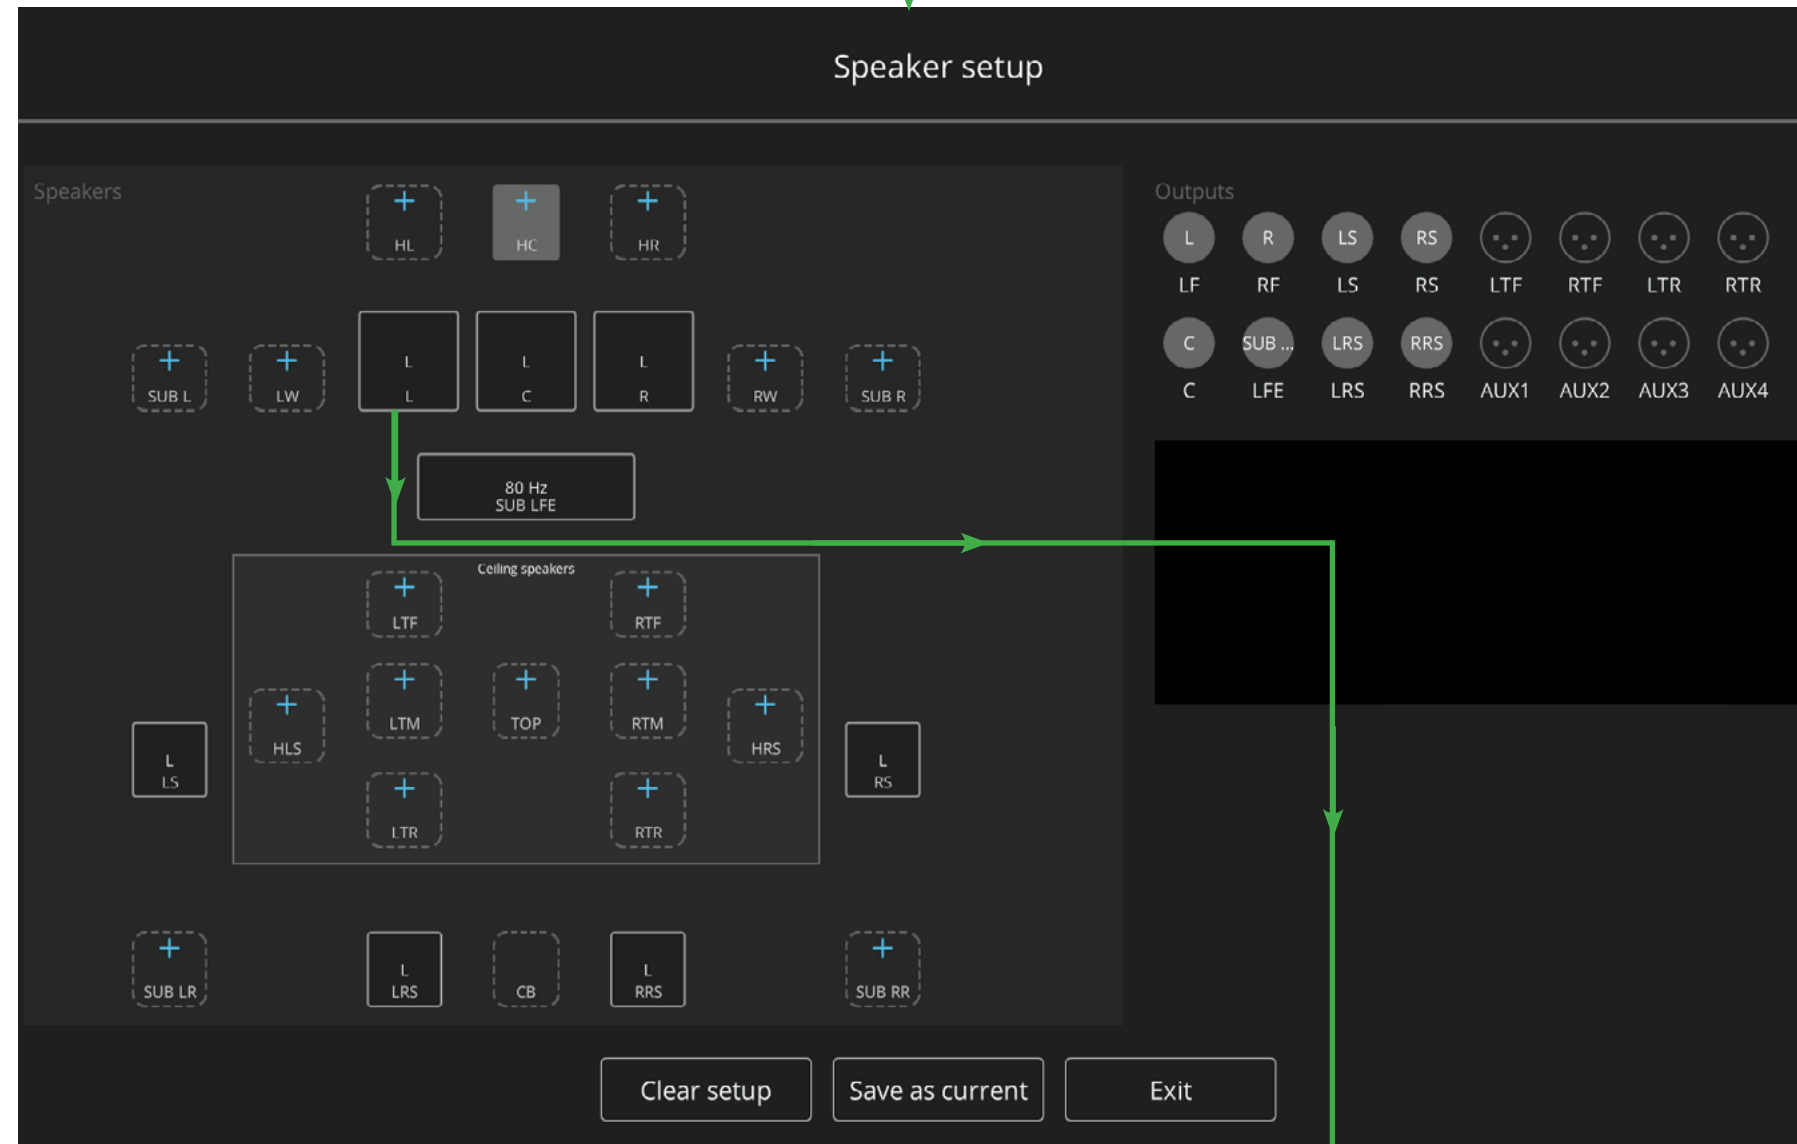 Speaker setup
Speakers
HL HC HR
L L L
SUB L LW L C R RW SUB R
80 Hz
SUB LFE
Ceiling speakers
LTF RTF
LTM TOP RTM
HLS HRS
L L
LS RS
LTR RTR
L L
SUB LR LRS CB RRS SUB RR
Outputs
L R LS RS
LF RF LS RS LTF RTF LTR RTR
C SUB ... LRS RRS
C LFE LRS RRS AUX1 AUX2 AUX3 AUX4
Clear setup Save as current Exit